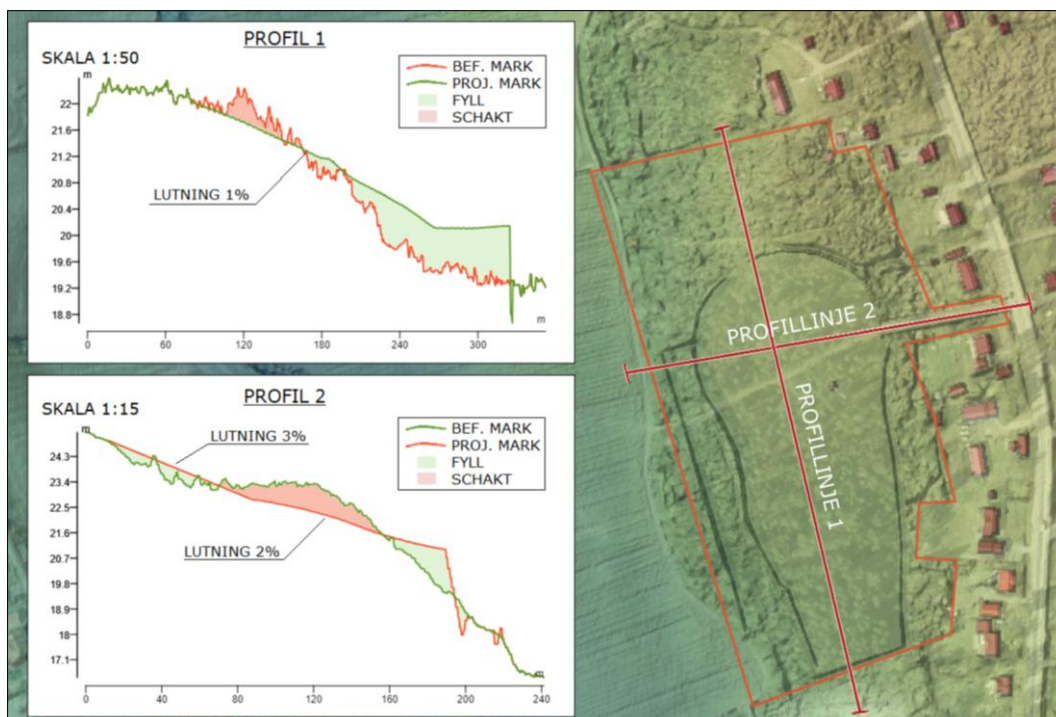 PROFIL 1
SKALA 1:50
m
BEF. MARK
PROJ. MARK
FYLL
SCHAKT
22
21.6
21.2
20.8
20.4
20
19.6
19.2
18.8
LUTNING 1%
0 60 120 180 240 300
m
PROFIL 2
SKALA 1:15
m
BEF. MARK
PROJ. MARK
FYLL
SCHAKT
24.3
23.4
22.5
21.6
20.7
19.8
18.9
18
17.1
LUTNING 3%
LUTNING 2%
0 40 80 120 160 200 240
m
PROFILLINJE 2
PROFILLINJE 1